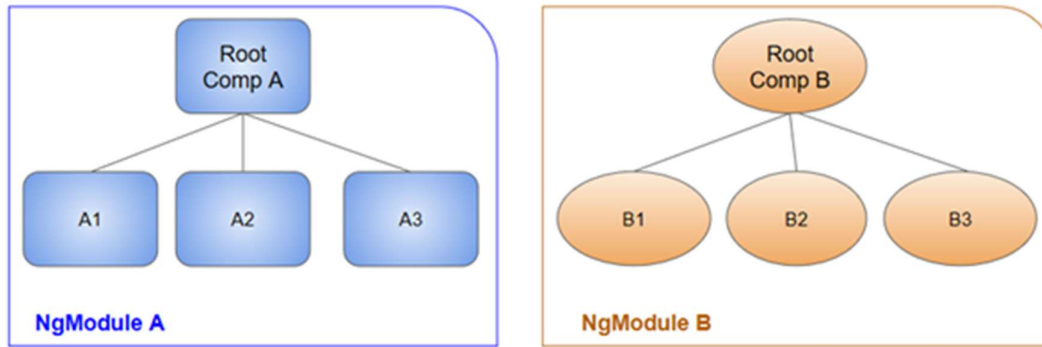 Root
Comp A
A1
A2
A3
NgModule A
Root
Comp B
B1
B2
B3
NgModule B